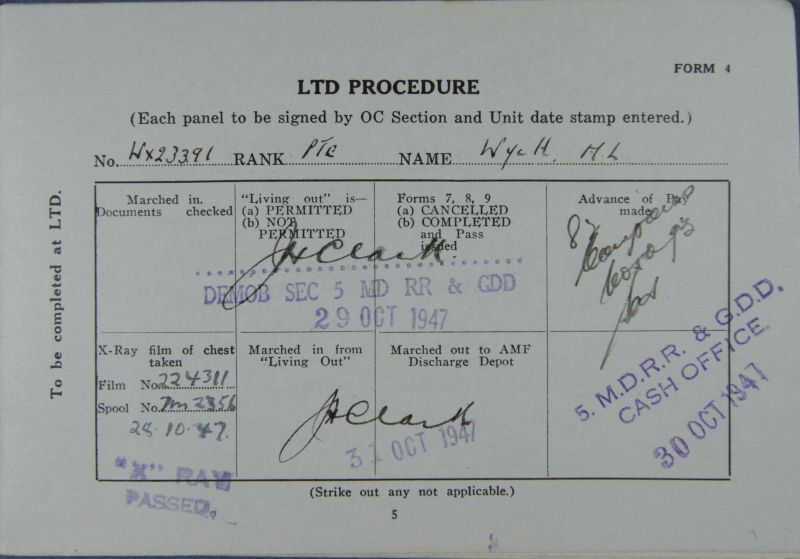 FORM 4
LTD PROCEDURE
(Each panel to be signed by OC Section and Unit date stamp entered.)
No. WX23391 RANK PTE NAME Wyett. M.L
To be completed at LTD.
Marched in.
Documents checked
"Living out" is—
(a) PERMITTED
(b) NOT
PERMITTED
Forms 7, 8, 9
(a) CANCELLED
(b) COMPLETED
and Pass
issued
Advance of Pay
made
JHClark.
DEMOB SEC 5 MD RR & GDD
29 OCT 1947
5. M.D.R.R. & G.D.D.
CASH OFFICE
30 OCT 1947
X-Ray film of chest
taken
Film No. 224311
Spool No. 7M 2356
28.10.47.
"X" RAY
PASSED.
Marched in from
"Living Out"
Marched out to AMF
Discharge Depot
JHClark
31 OCT 1947
(Strike out any not applicable.)
5